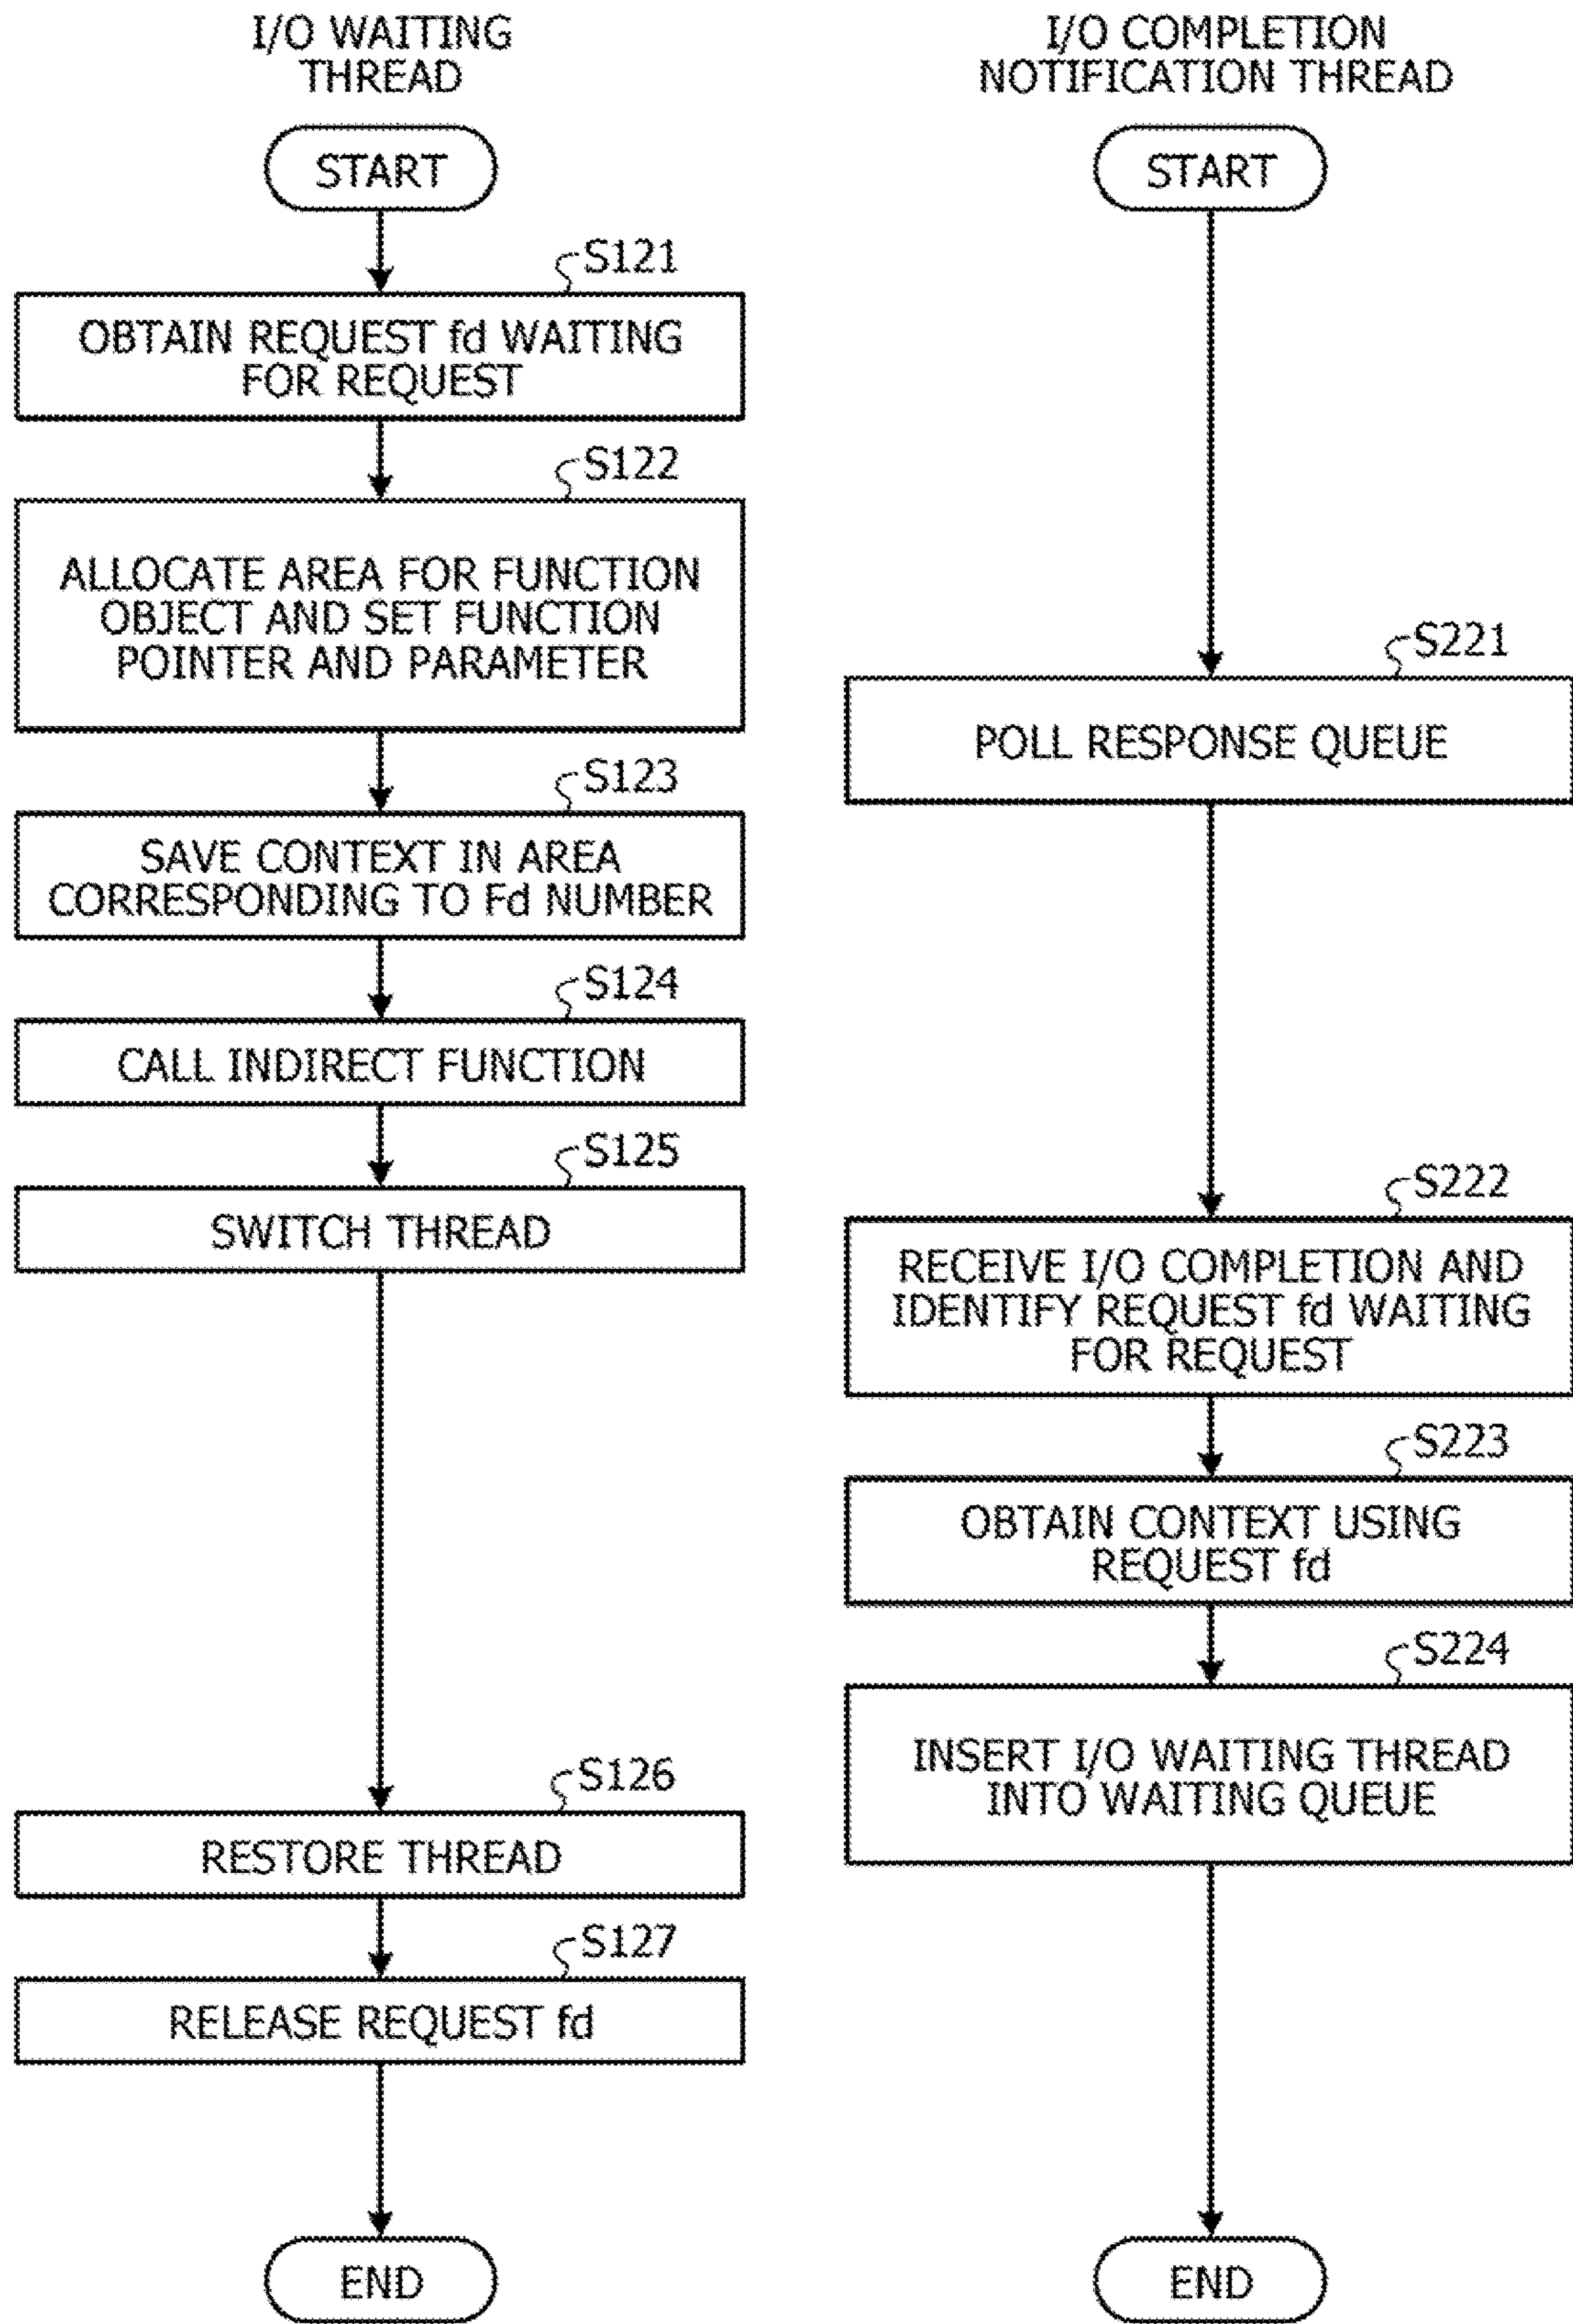 I/O WAITING
THREAD
START
S121
OBTAIN REQUEST fd WAITING
FOR REQUEST
S122
ALLOCATE AREA FOR FUNCTION
OBJECT AND SET FUNCTION
POINTER AND PARAMETER
S123
SAVE CONTEXT IN AREA
CORRESPONDING TO Fd NUMBER
S124
CALL INDIRECT FUNCTION
S125
SWITCH THREAD
S126
RESTORE THREAD
S127
RELEASE REQUEST fd
END
I/O COMPLETION
NOTIFICATION THREAD
START
S221
POLL RESPONSE QUEUE
S222
RECEIVE I/O COMPLETION AND
IDENTIFY REQUEST fd WAITING
FOR REQUEST
S223
OBTAIN CONTEXT USING
REQUEST fd
S224
INSERT I/O WAITING THREAD
INTO WAITING QUEUE
END